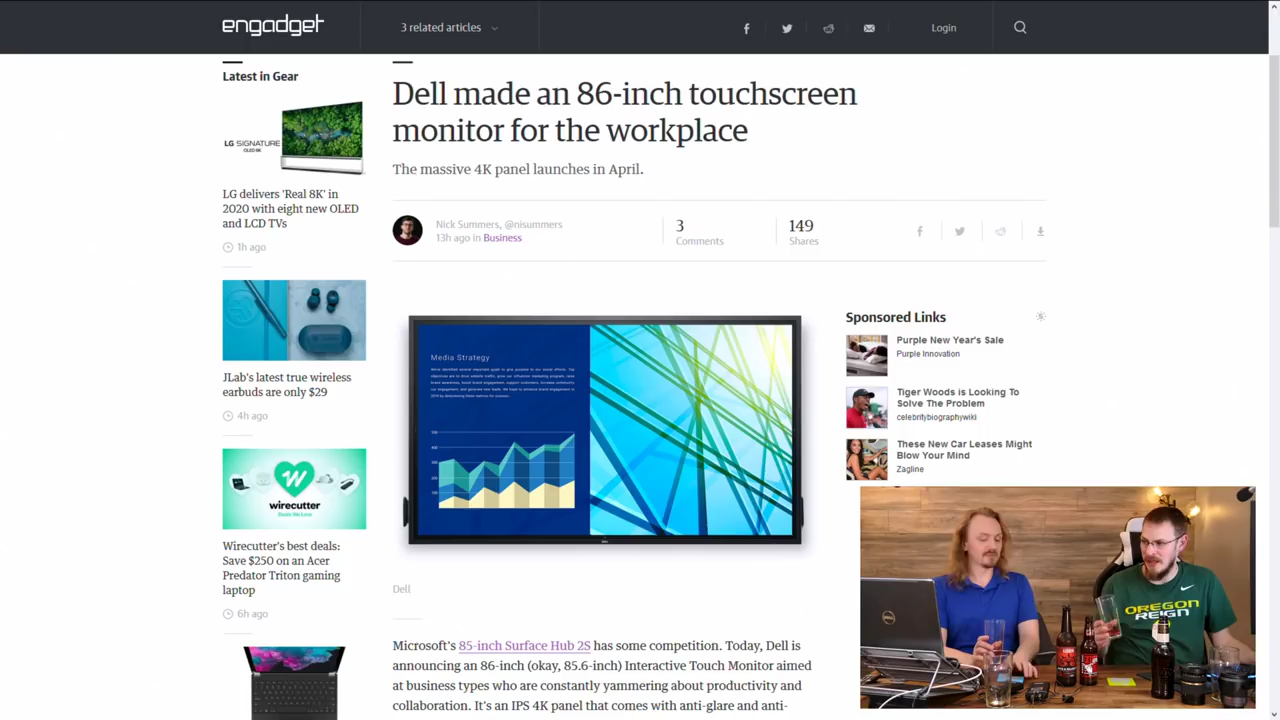 engadget
3 related articles
Login
Latest in Gear
LG SIGNATURE
OLED 8K
LG delivers 'Real 8K' in
2020 with eight new OLED
and LCD TVs
1h ago
JLab's latest true wireless
earbuds are only $29
4h ago
wirecutter
Wirecutter's best deals:
Save $250 on an Acer
Predator Triton gaming
laptop
6h ago
Dell made an 86-inch touchscreen
monitor for the workplace
The massive 4K panel launches in April.
Nick Summers, @nisummers
13h ago in Business
3
Comments
149
Shares
Media Strategy
Dell
Microsoft's 85-inch Surface Hub 2S has some competition. Today, Dell is
announcing an 86-inch (okay, 85.6-inch) Interactive Touch Monitor aimed
at business types who are constantly yammering about productivity and
collaboration. It's an IPS 4K panel that comes with anti-glare and anti-
Sponsored Links
Purple New Year's Sale
Purple Innovation
Tiger Woods is Looking To
Solve The Problem
celebritybiographywiki
These New Car Leases Might
Blow Your Mind
Zagline
DELL
OREGON
REIGN